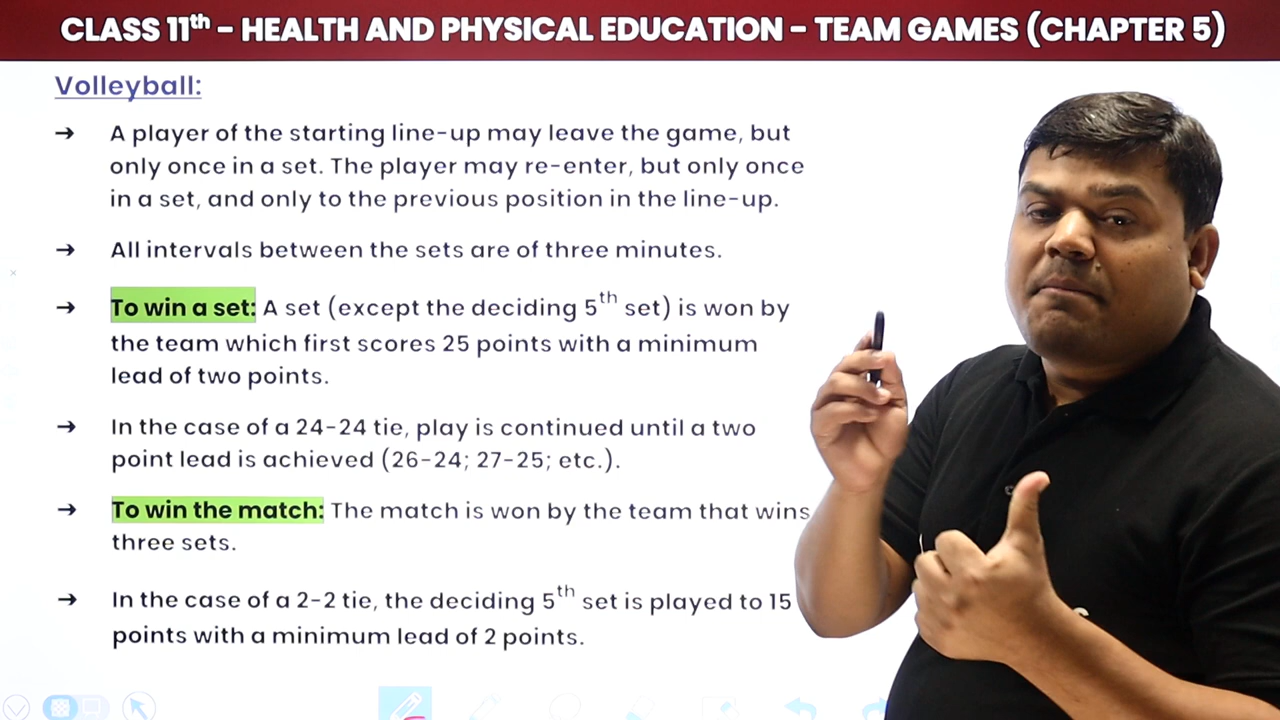 CLASS 11th – HEALTH AND PHYSICAL EDUCATION – TEAM GAMES (CHAPTER 5)
Volleyball:
→ A player of the starting line-up may leave the game, but
only once in a set. The player may re-enter, but only once
in a set, and only to the previous position in the line-up.
→ All intervals between the sets are of three minutes.
→ To win a set: A set (except the deciding 5th set) is won by
the team which first scores 25 points with a minimum
lead of two points.
→ In the case of a 24-24 tie, play is continued until a two
point lead is achieved (26-24; 27-25; etc.).
→ To win the match: The match is won by the team that wins
three sets.
→ In the case of a 2-2 tie, the deciding 5th set is played to 15
points with a minimum lead of 2 points.